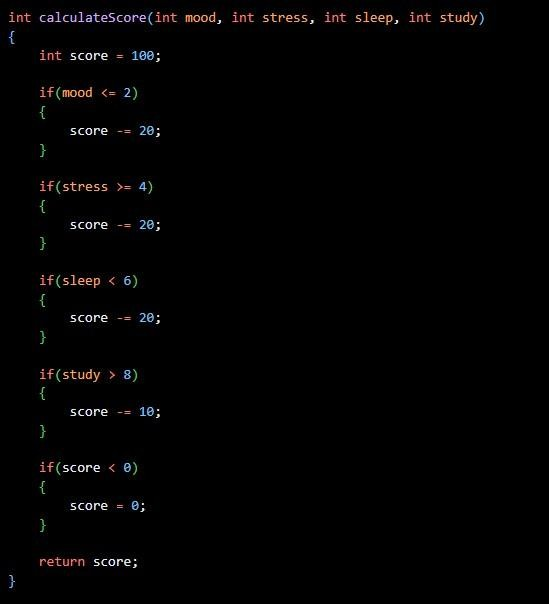 int calculateScore(int mood, int stress, int sleep, int study)
{
    int score = 100;

    if(mood <= 2)
    {
        score -= 20;
    }

    if(stress >= 4)
    {
        score -= 20;
    }

    if(sleep < 6)
    {
        score -= 20;
    }

    if(study > 8)
    {
        score -= 10;
    }

    if(score < 0)
    {
        score = 0;
    }

    return score;
}